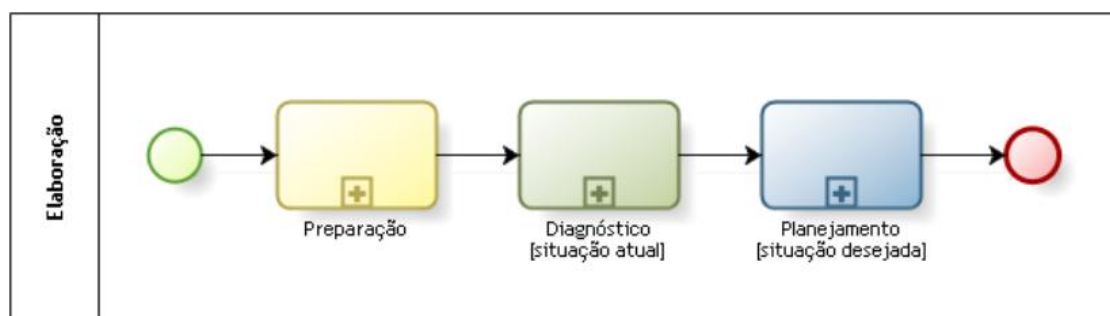 Elaboração
Preparação
Diagnóstico
[situação atual]
Planejamento
[situação desejada]